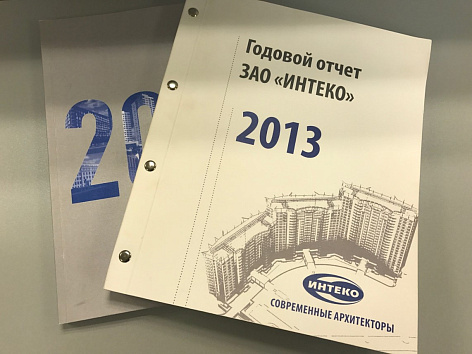 Годовой отчет
ЗАО «ИНТЕКО»
2013
20
ИНТЕКО
СОВРЕМЕННЫЕ АРХИТЕКТОРЫ